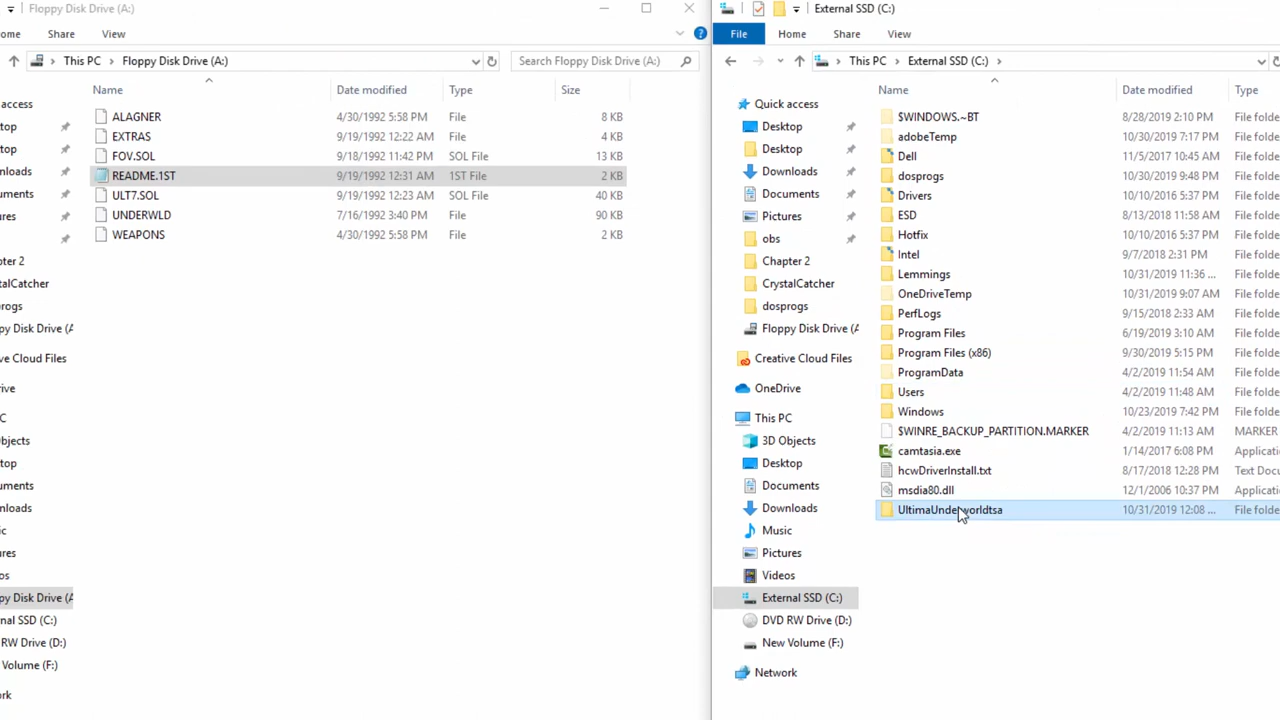 Floppy Disk Drive (A:)
ome Share View
This PC Floppy Disk Drive (A:) Search Floppy Disk Drive (A:)
Name Date modified Type Size
access
top
top
nloads
uments
ures
pter 2
talCatcher
progs
ppy Disk Drive (A
tive Cloud Files
rive
C
bjects
top
uments
nloads
ic
ures
os
ppy Disk Drive (A
nal SSD (C:)
RW Drive (D:)
Volume (F:)
ork
ALAGNER 4/30/1992 5:58 PM File 8 KB
EXTRAS 9/19/1992 12:22 AM File 4 KB
FOV.SOL 9/18/1992 11:42 PM SOL File 13 KB
README.1ST 9/19/1992 12:31 AM 1ST File 2 KB
ULT7.SOL 9/19/1992 12:23 AM SOL File 40 KB
UNDERWLD 7/16/1992 3:40 PM File 90 KB
WEAPONS 4/30/1992 5:58 PM File 2 KB
External SSD (C:)
File Home Share View
This PC External SSD (C:)
Name Date modified Type
Quick access
Desktop
Desktop
Downloads
Documents
Pictures
obs
Chapter 2
CrystalCatcher
dosprogs
Floppy Disk Drive (A
Creative Cloud Files
OneDrive
This PC
3D Objects
Desktop
Documents
Downloads
Music
Pictures
Videos
External SSD (C:)
DVD RW Drive (D:)
New Volume (F:)
Network
$WINDOWS.~BT 8/28/2019 2:10 PM File folde
adobeTemp 10/30/2019 7:17 PM File folde
Dell 11/5/2017 10:45 AM File folde
dosprogs 10/30/2019 9:48 PM File folde
Drivers 10/10/2016 5:37 PM File folde
ESD 8/13/2018 11:58 AM File folde
Hotfix 10/10/2016 5:37 PM File folde
Intel 9/7/2018 2:31 PM File folde
Lemmings 10/31/2019 11:36 ... File folde
OneDriveTemp 10/31/2019 9:07 AM File folde
PerfLogs 9/15/2018 2:33 AM File folde
Program Files 6/19/2019 3:10 AM File folde
Program Files (x86) 9/30/2019 5:15 PM File folde
ProgramData 4/2/2019 11:54 AM File folde
Users 4/2/2019 11:48 AM File folde
Windows 10/23/2019 7:42 PM File folde
$WINRE_BACKUP_PARTITION.MARKER 4/2/2019 11:13 AM MARKER
camtasia.exe 1/14/2017 6:08 PM Applicati
hcwDriverInstall.txt 8/17/2018 12:28 PM Text Docu
msdia80.dll 12/1/2006 10:37 PM Applicati
UltimaUnderworldtsa 10/31/2019 12:08 ... File folde